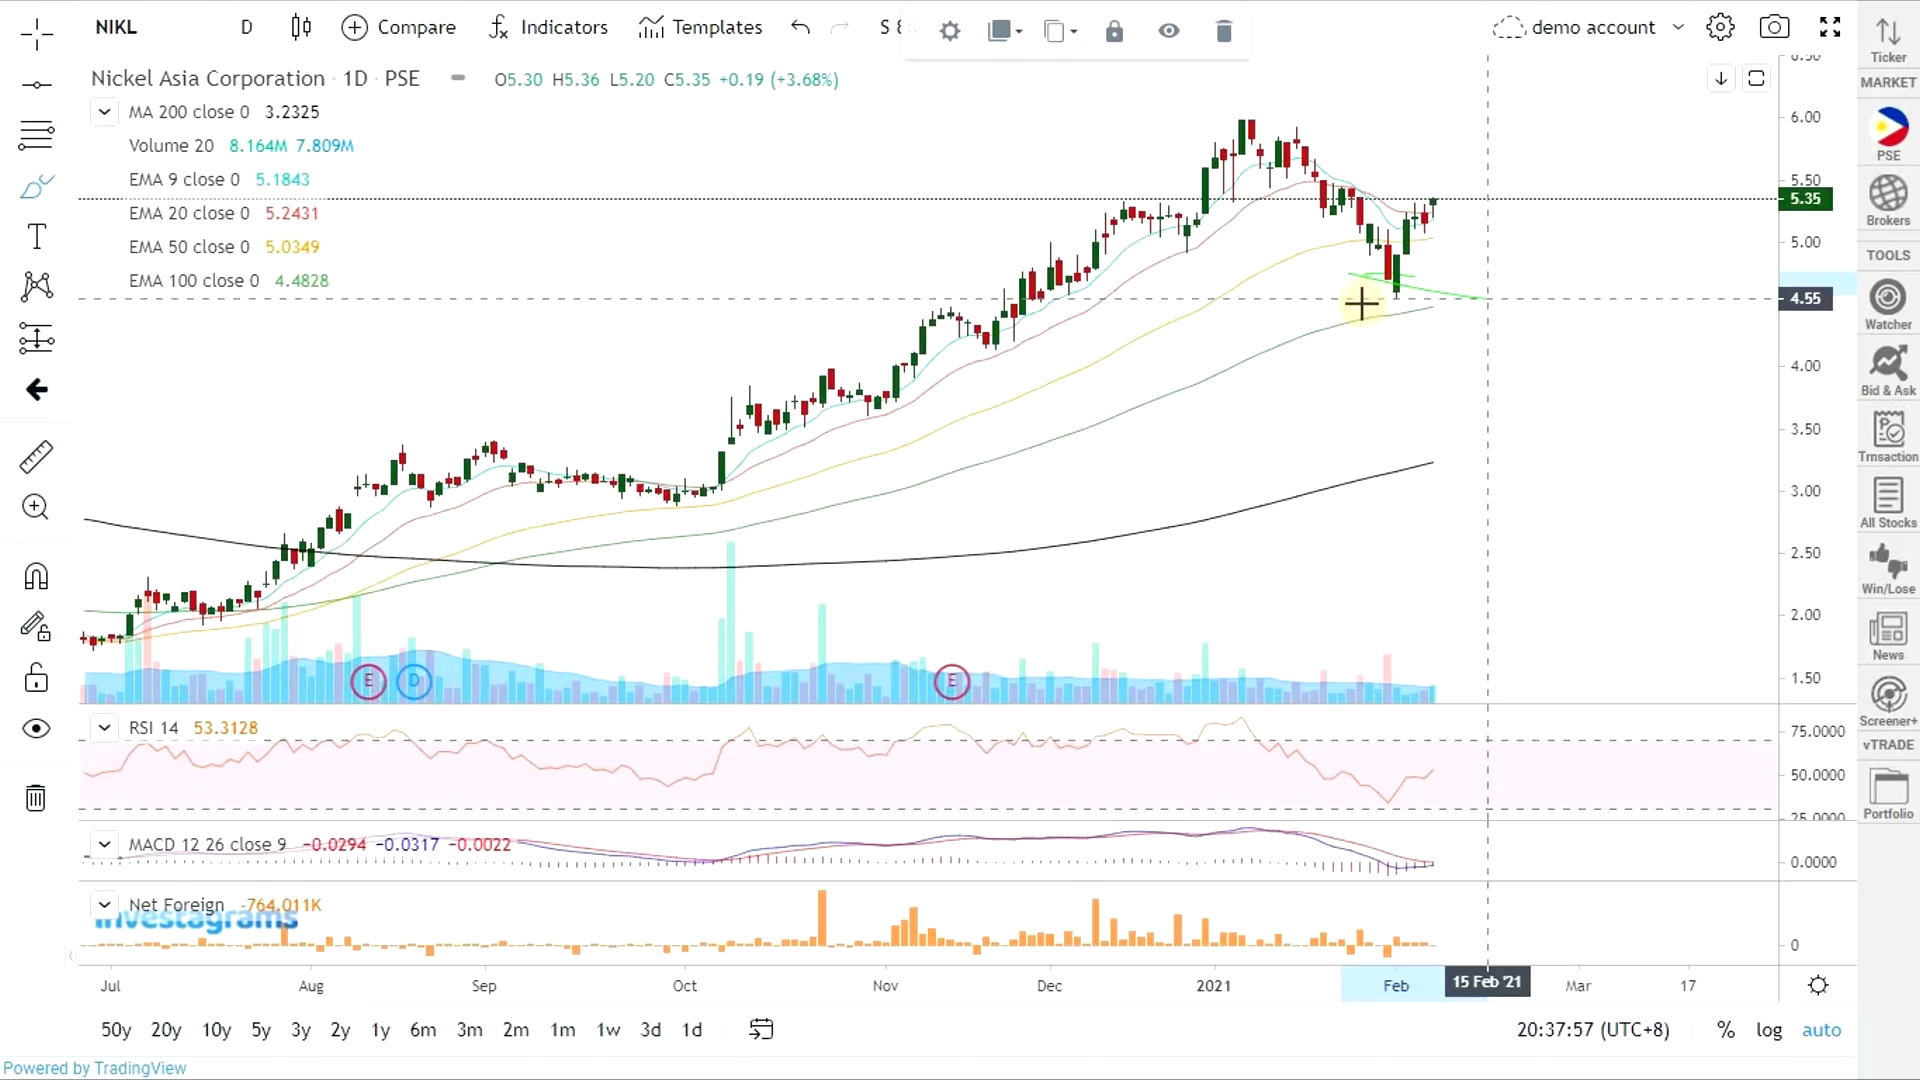 NIKL D Compare Indicators Templates S & demo account
Nickel Asia Corporation · 1D · PSE O5.30 H5.36 L5.20 C5.35 +0.19 (+3.68%)
MA 200 close 0 3.2325
Volume 20 8.164M 7.809M
EMA 9 close 0 5.1843
EMA 20 close 0 5.2431
EMA 50 close 0 5.0349
EMA 100 close 0 4.4828
6.50
6.00
5.50
5.35
5.00
4.55
4.00
3.50
3.00
2.50
2.00
1.50
E D E
RSI 14 53.3128
75.0000
50.0000
25.0000
MACD 12 26 close 9 −0.0294 −0.0317 −0.0022
0.0000
Net Foreign -764.011K
Investagrams
0
Jul Aug Sep Oct Nov Dec 2021 Feb 15 Feb '21 Mar 17
50y 20y 10y 5y 3y 2y 1y 6m 3m 2m 1m 1w 3d 1d 20:37:57 (UTC+8) % log auto
Powered by TradingView
Ticker
MARKET
PSE
Brokers
TOOLS
Watcher
Bid & Ask
Trnsaction
All Stocks
Win/Lose
News
Screener+
vTRADE
Portfolio